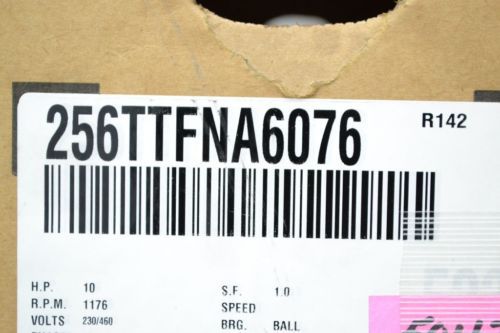 256TTFNA6076 R142
H.P. 10 S.F. 1.0
R.P.M. 1176 SPEED
VOLTS 230/460 BRG. BALL